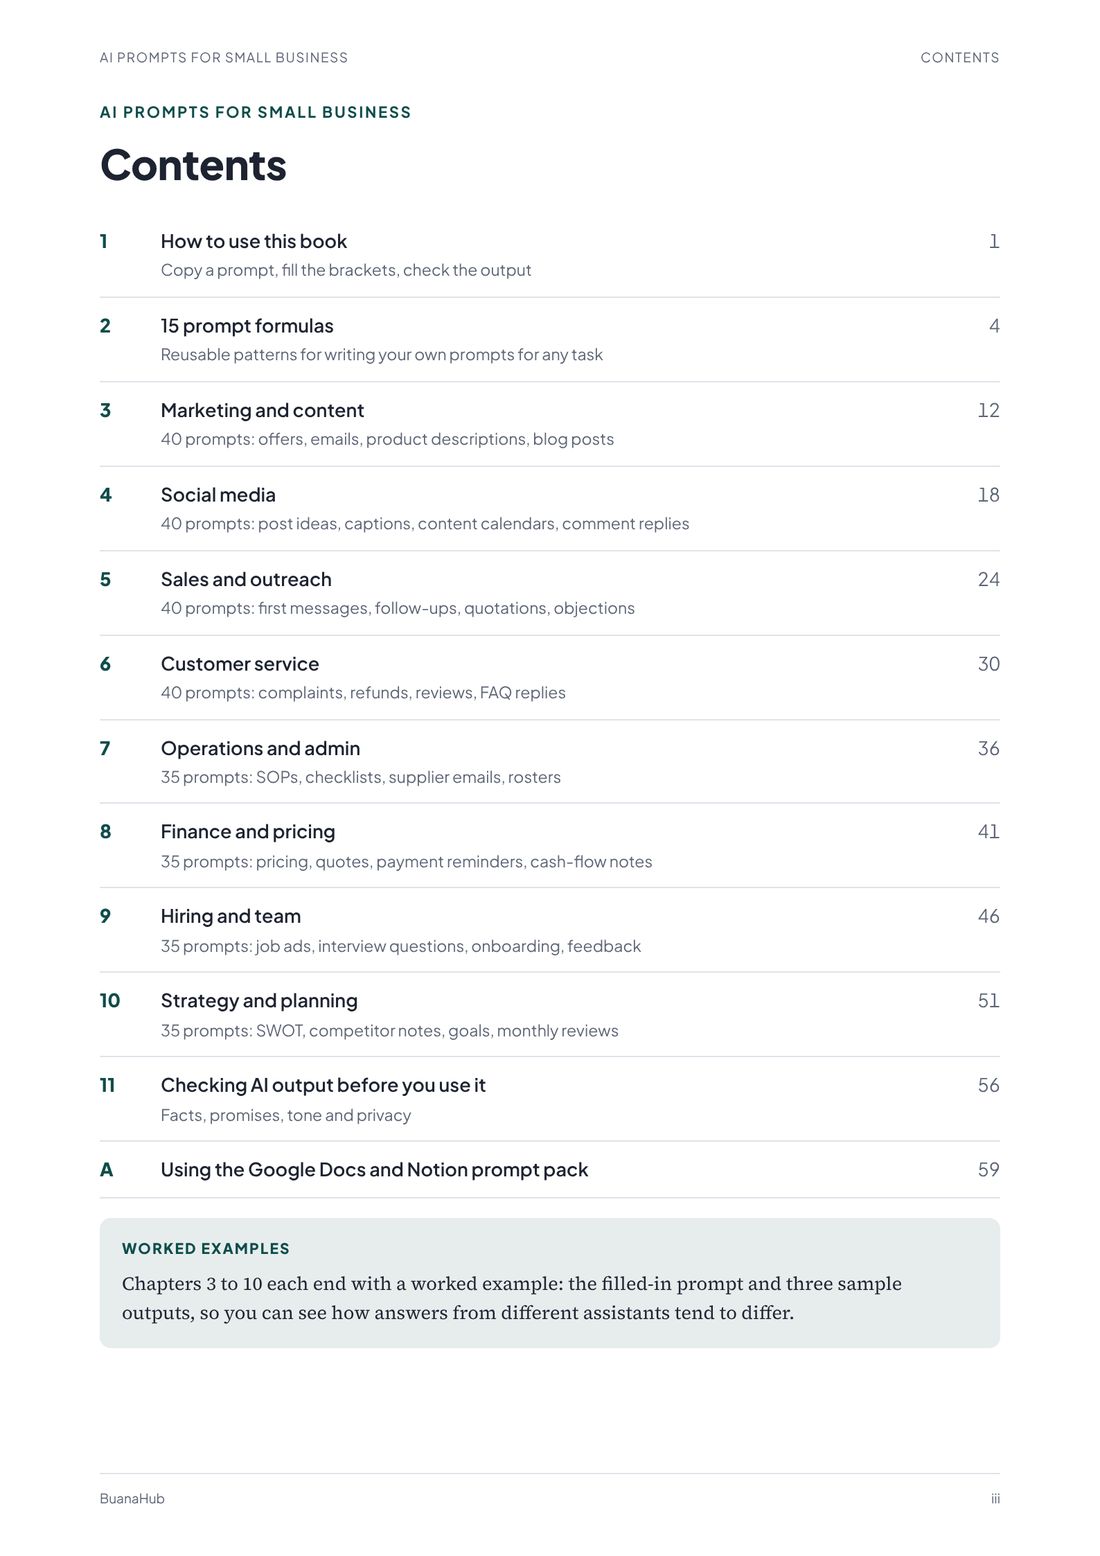 AI PROMPTS FOR SMALL BUSINESS CONTENTS
AI PROMPTS FOR SMALL BUSINESS
Contents
1 How to use this book 1
Copy a prompt, fill the brackets, check the output
2 15 prompt formulas 4
Reusable patterns for writing your own prompts for any task
3 Marketing and content 12
40 prompts: offers, emails, product descriptions, blog posts
4 Social media 18
40 prompts: post ideas, captions, content calendars, comment replies
5 Sales and outreach 24
40 prompts: first messages, follow-ups, quotations, objections
6 Customer service 30
40 prompts: complaints, refunds, reviews, FAQ replies
7 Operations and admin 36
35 prompts: SOPs, checklists, supplier emails, rosters
8 Finance and pricing 41
35 prompts: pricing, quotes, payment reminders, cash-flow notes
9 Hiring and team 46
35 prompts: job ads, interview questions, onboarding, feedback
10 Strategy and planning 51
35 prompts: SWOT, competitor notes, goals, monthly reviews
11 Checking AI output before you use it 56
Facts, promises, tone and privacy
A Using the Google Docs and Notion prompt pack 59
WORKED EXAMPLES
Chapters 3 to 10 each end with a worked example: the filled-in prompt and three sample
outputs, so you can see how answers from different assistants tend to differ.
BuanaHub iii